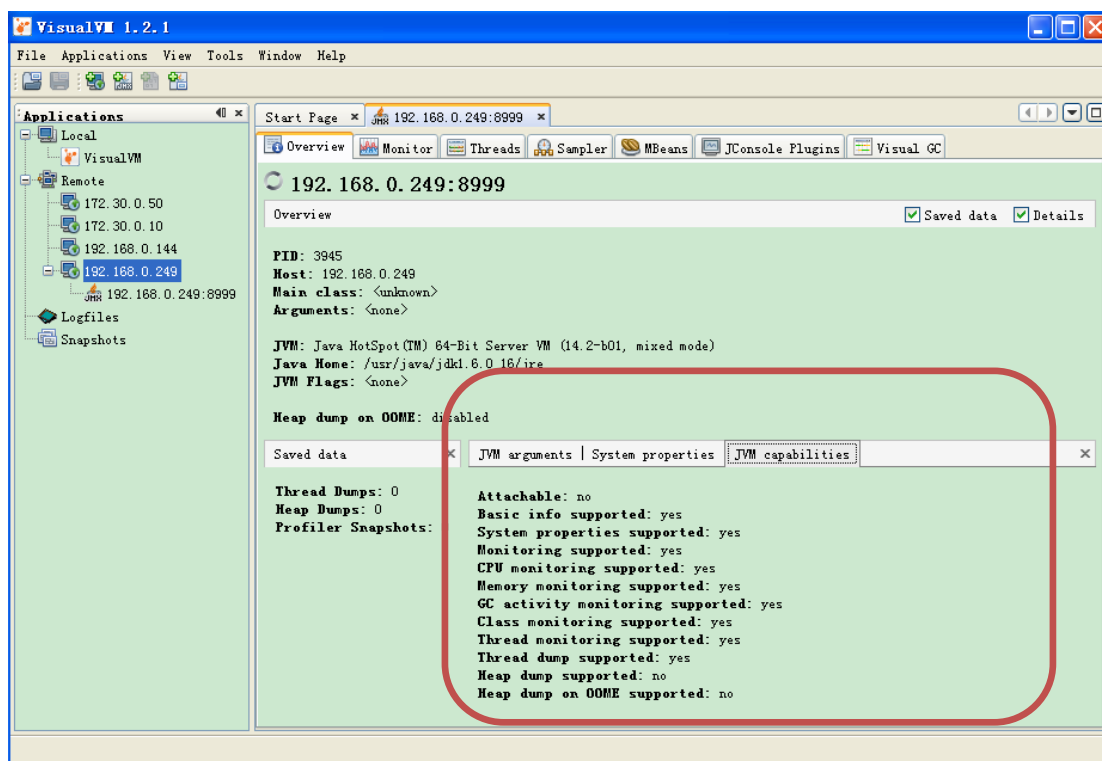 VisualVM 1.2.1
File Applications View Tools Window Help
Applications
Local
VisualVM
Remote
172.30.0.50
172.30.0.10
192.168.0.144
192.168.0.249
JMX 192.168.0.249:8999
Logfiles
Snapshots
Start Page JMX 192.168.0.249:8999
Overview Monitor Threads Sampler MBeans JConsole Plugins Visual GC
192.168.0.249:8999
Overview Saved data Details
PID: 3945
Host: 192.168.0.249
Main class: <unknown>
Arguments: <none>
JVM: Java HotSpot(TM) 64-Bit Server VM (14.2-b01, mixed mode)
Java Home: /usr/java/jdk1.6.0_16/jre
JVM Flags: <none>
Heap dump on OOME: disabled
Saved data
Thread Dumps: 0
Heap Dumps: 0
Profiler Snapshots:
JVM arguments System properties JVM capabilities
Attachable: no
Basic info supported: yes
System properties supported: yes
Monitoring supported: yes
CPU monitoring supported: yes
Memory monitoring supported: yes
GC activity monitoring supported: yes
Class monitoring supported: yes
Thread monitoring supported: yes
Thread dump supported: yes
Heap dump supported: no
Heap dump on OOME supported: no